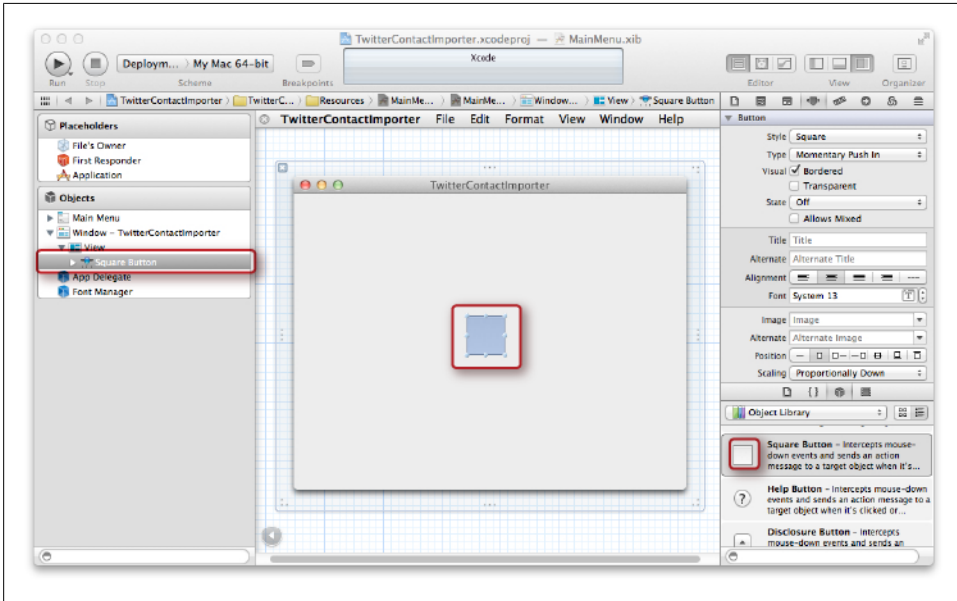 TwitterContactImporter.xcodeproj — MainMenu.xib
Deploym... 〉 My Mac 64-bit
Xcode
Run Stop Scheme Breakpoints Editor View Organizer
TwitterContactImporter 〉 TwitterC... 〉 Resources 〉 MainMe... 〉 MainMe... 〉 Window... 〉 View 〉 Square Button
Placeholders
File's Owner
First Responder
Application
Objects
Main Menu
Window – TwitterContactImporter
View
Square Button
App Delegate
Font Manager
TwitterContactImporter File Edit Format View Window Help
TwitterContactImporter
Button
Style Square
Type Momentary Push In
Visual Bordered
Transparent
State Off
Allows Mixed
Title Title
Alternate Alternate Title
Alignment
Font System 13
Image Image
Alternate Alternate Image
Position
Scaling Proportionally Down
Object Library
Square Button – Intercepts mouse-
down events and sends an action
message to a target object when it's...
Help Button – Intercepts mouse-down
events and sends an action message to a
target object when it's clicked or...
Disclosure Button – Intercepts
mouse-down events and sends an